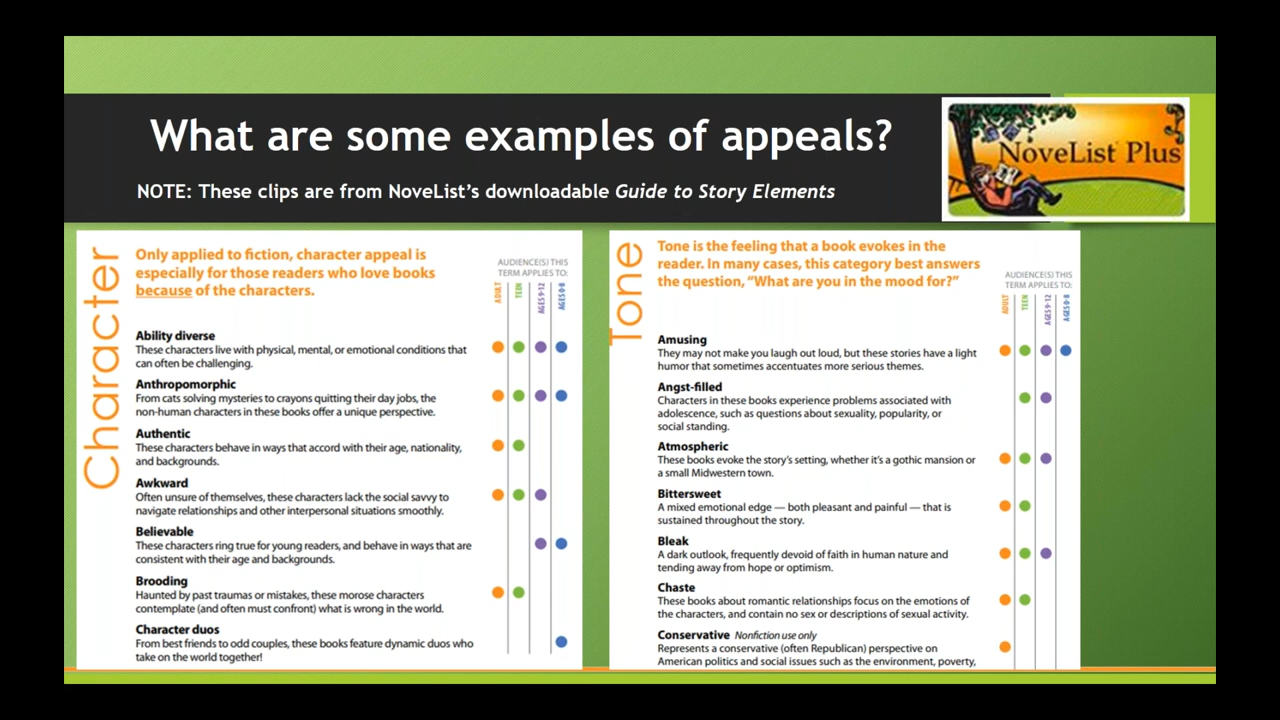 What are some examples of appeals?
NOTE: These clips are from NoveList's downloadable Guide to Story Elements
NoveList Plus
Character
Only applied to fiction, character appeal is
especially for those readers who love books
because of the characters.
AUDIENCE(S) THIS
TERM APPLIES TO:
ADULT
TEEN
AGES 9-12
AGES 0-8
Ability diverse
These characters live with physical, mental, or emotional conditions that
can often be challenging.
Anthropomorphic
From cats solving mysteries to crayons quitting their day jobs, the
non-human characters in these books offer a unique perspective.
Authentic
These characters behave in ways that accord with their age, nationality,
and backgrounds.
Awkward
Often unsure of themselves, these characters lack the social savvy to
navigate relationships and other interpersonal situations smoothly.
Believable
These characters ring true for young readers, and behave in ways that are
consistent with their age and backgrounds.
Brooding
Haunted by past traumas or mistakes, these morose characters
contemplate (and often must confront) what is wrong in the world.
Character duos
From best friends to odd couples, these books feature dynamic duos who
take on the world together!
Tone
Tone is the feeling that a book evokes in the
reader. In many cases, this category best answers
the question, "What are you in the mood for?"
AUDIENCE(S) THIS
TERM APPLIES TO:
ADULT
TEEN
AGES 9-12
AGES 0-8
Amusing
They may not make you laugh out loud, but these stories have a light
humor that sometimes accentuates more serious themes.
Angst-filled
Characters in these books experience problems associated with
adolescence, such as questions about sexuality, popularity, or
social standing.
Atmospheric
These books evoke the story's setting, whether it's a gothic mansion or
a small Midwestern town.
Bittersweet
A mixed emotional edge — both pleasant and painful — that is
sustained throughout the story.
Bleak
A dark outlook, frequently devoid of faith in human nature and
tending away from hope or optimism.
Chaste
These books about romantic relationships focus on the emotions of
the characters, and contain no sex or descriptions of sexual activity.
Conservative Nonfiction use only
Represents a conservative (often Republican) perspective on
American politics and social issues such as the environment, poverty,